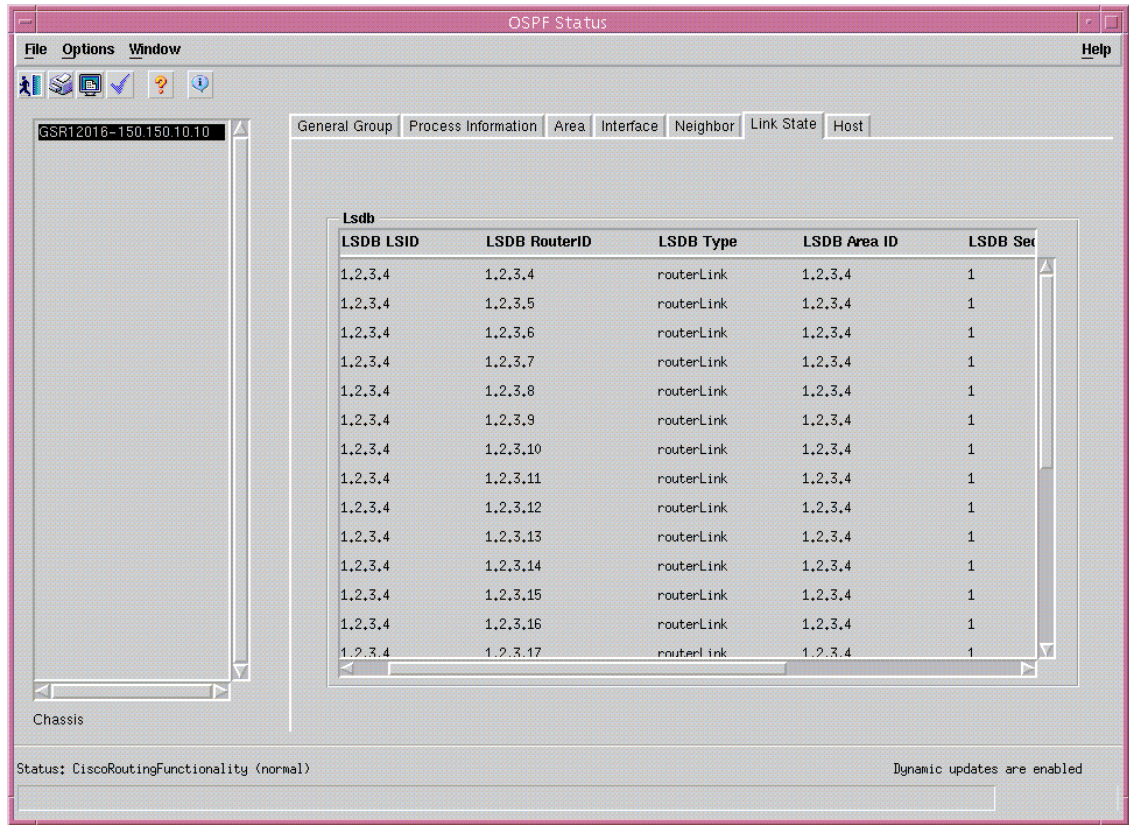 OSPF Status
File Options Window Help
GSR12016-150.150.10.10
General Group Process Information Area Interface Neighbor Link State Host
Lsdb
LSDB LSID LSDB RouterID LSDB Type LSDB Area ID LSDB Seq
1.2.3.4 1.2.3.4 routerLink 1.2.3.4 1
1.2.3.4 1.2.3.5 routerLink 1.2.3.4 1
1.2.3.4 1.2.3.6 routerLink 1.2.3.4 1
1.2.3.4 1.2.3.7 routerLink 1.2.3.4 1
1.2.3.4 1.2.3.8 routerLink 1.2.3.4 1
1.2.3.4 1.2.3.9 routerLink 1.2.3.4 1
1.2.3.4 1.2.3.10 routerLink 1.2.3.4 1
1.2.3.4 1.2.3.11 routerLink 1.2.3.4 1
1.2.3.4 1.2.3.12 routerLink 1.2.3.4 1
1.2.3.4 1.2.3.13 routerLink 1.2.3.4 1
1.2.3.4 1.2.3.14 routerLink 1.2.3.4 1
1.2.3.4 1.2.3.15 routerLink 1.2.3.4 1
1.2.3.4 1.2.3.16 routerLink 1.2.3.4 1
1.2.3.4 1.2.3.17 routerLink 1.2.3.4 1
Chassis
Status: CiscoRoutingFunctionality (normal) Dynamic updates are enabled